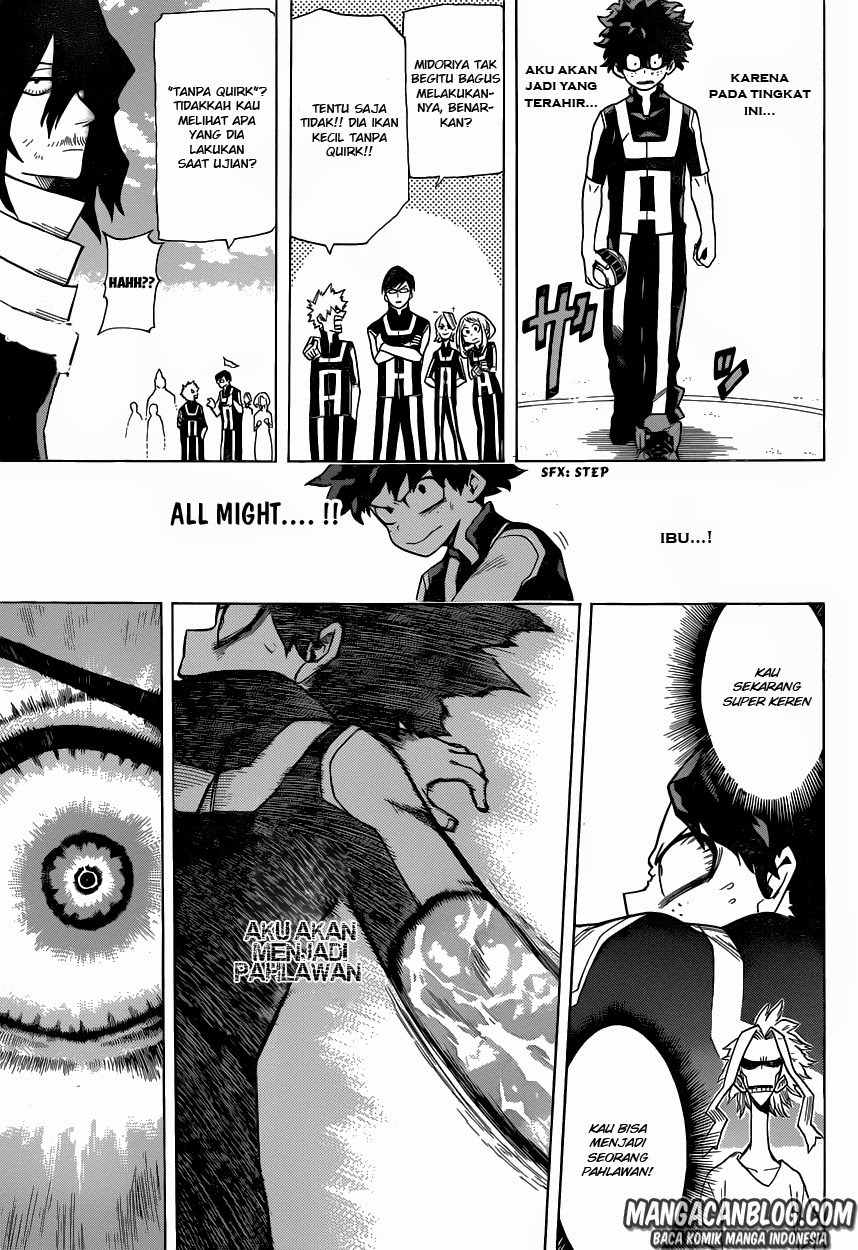 KARENA
PADA TINGKAT
INI...
AKU AKAN
JADI YANG
TERAHIR...
ガッ
ッ
SFX: STEP
MIDORIYA TAK
BEGITU BAGUS
MELAKUKAN-
NYA, BENAR-
KAN?
TENTU SAJA
TIDAK!! DIA IKAN
KECIL TANPA
QUIRK!!
"TANPA QUIRK"?
TIDAKKAH KAU
MELIHAT APA
YANG DIA
LAKUKAN
SAAT UJIAN?
HAHH??
IBU...!
ALL MIGHT.... !!
KAU
SEKARANG
SUPER KEREN
KAU BISA
MENJADI
SEORANG
PAHLAWAN!
AKU AKAN
MENJADI
PAHLAWAN
MANGACANBLOG.COM
BACA KOMIK MANGA INDONESIA